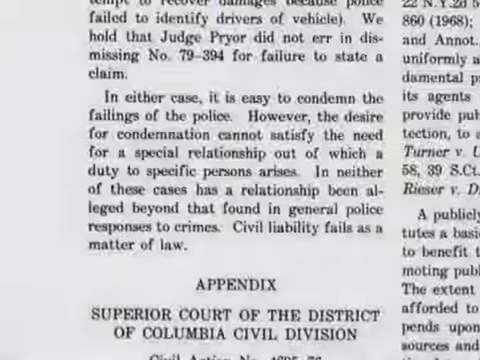 tempt to recover damages because police
failed to identify drivers of vehicle). We
hold that Judge Pryor did not err in dis-
missing No. 79–394 for failure to state a
claim.
In either case, it is easy to condemn the
failings of the police. However, the desire
for condemnation cannot satisfy the need
for a special relationship out of which a
duty to specific persons arises. In neither
of these cases has a relationship been al-
leged beyond that found in general police
responses to crimes. Civil liability fails as a
matter of law.
APPENDIX
SUPERIOR COURT OF THE DISTRICT
OF COLUMBIA CIVIL DIVISION
Civil Action No.
22 N.Y.2d
860 (1968);
and Annot.,
uniformly
damental
its agents
provide
tection, to
Turner v.
58, 39 S.Ct.
Rieser v.
A publicly
tutes a
to benefit
moting
The extent
afforded to
pends upon
sources and